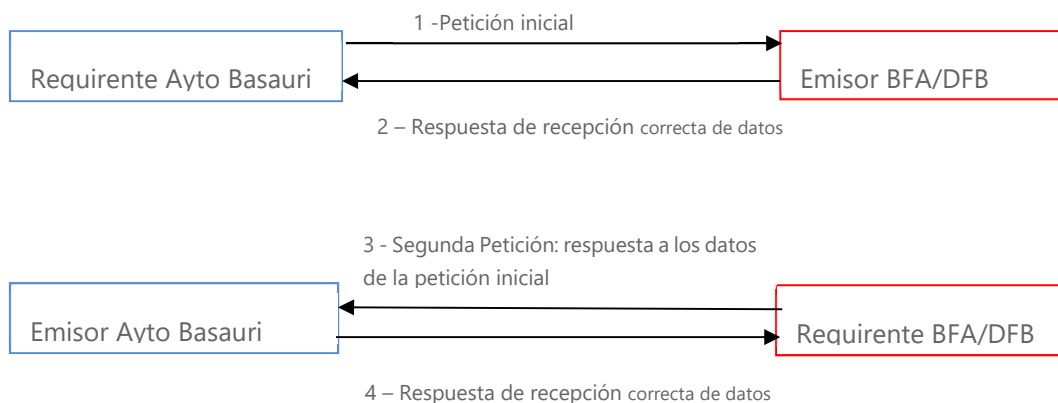 1 -Petición inicial
Requirente Ayto Basauri
Emisor BFA/DFB
2 – Respuesta de recepción correcta de datos
3 - Segunda Petición: respuesta a los datos
de la petición inicial
Emisor Ayto Basauri
Requirente BFA/DFB
4 – Respuesta de recepción correcta de datos